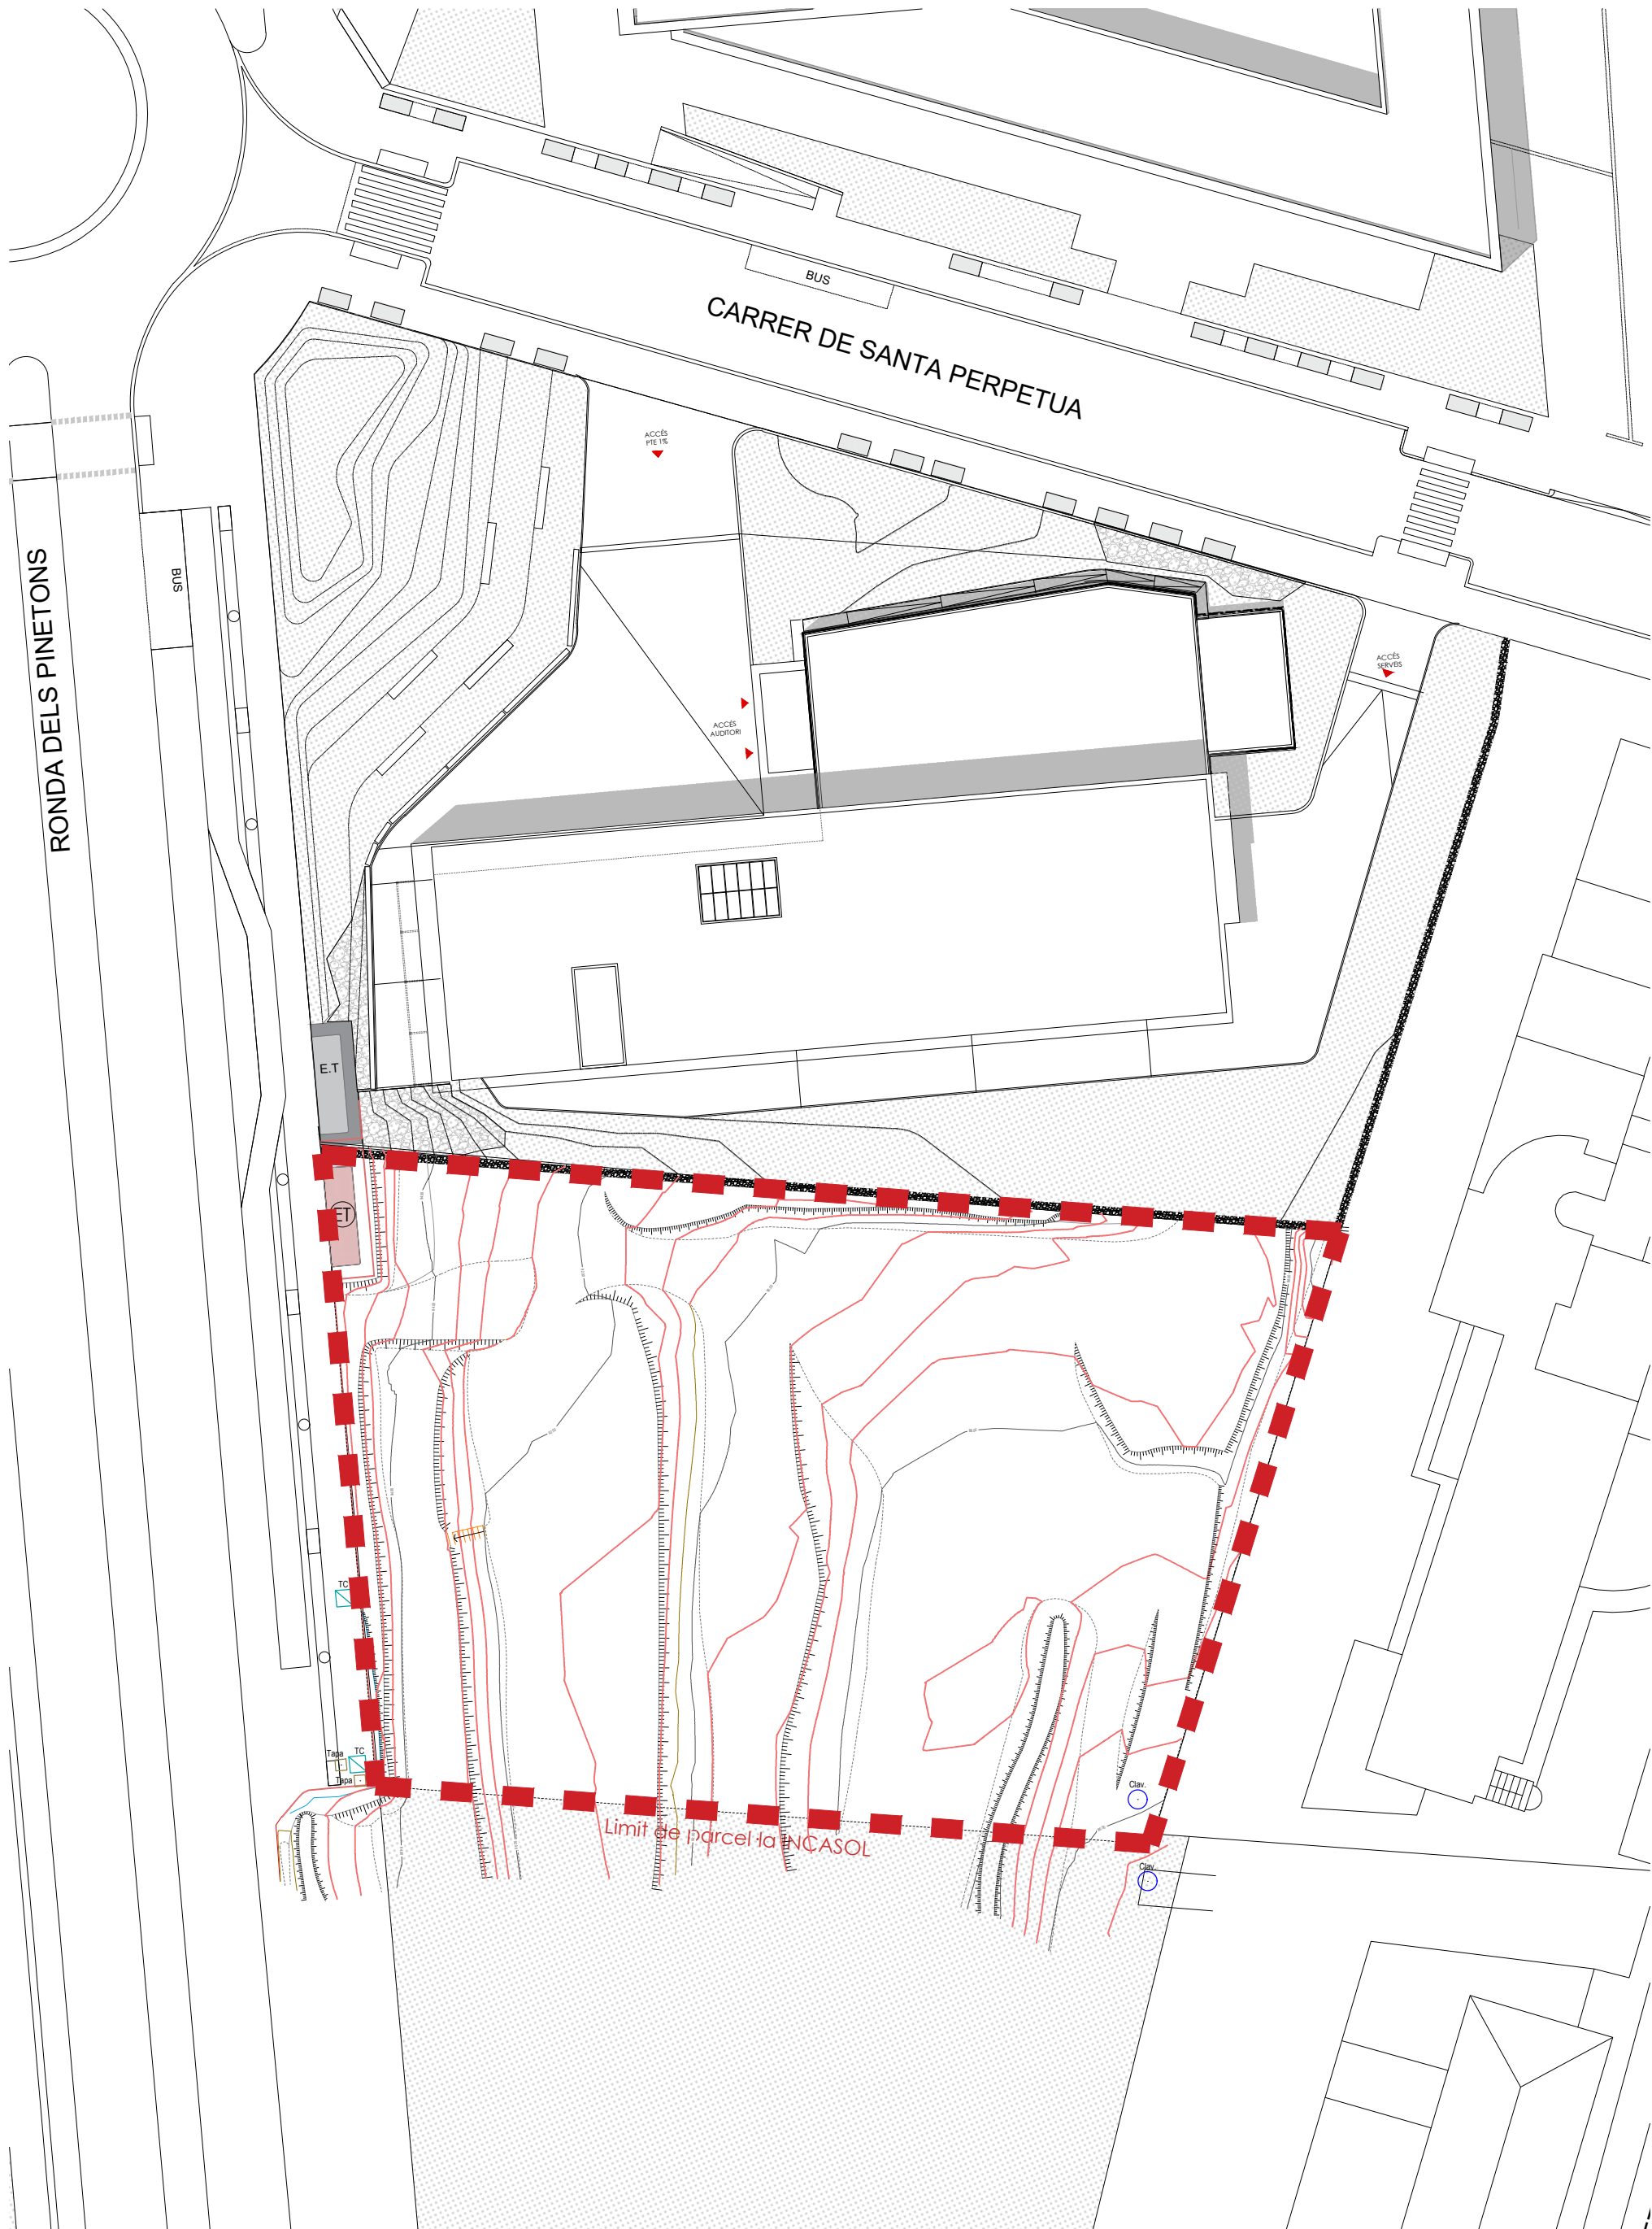 BUS
CARRER DE SANTA PERPETUA
ACCÉS
PTE 1%
RONDA DELS PINETONS
BUS
ACCÉS
SERVEIS
ACCÉS
AUDITORI
E.T
ET
TC
Tapa
TC
Tapa
Clav.
Límit de parcel·la INCASOL
Clav.